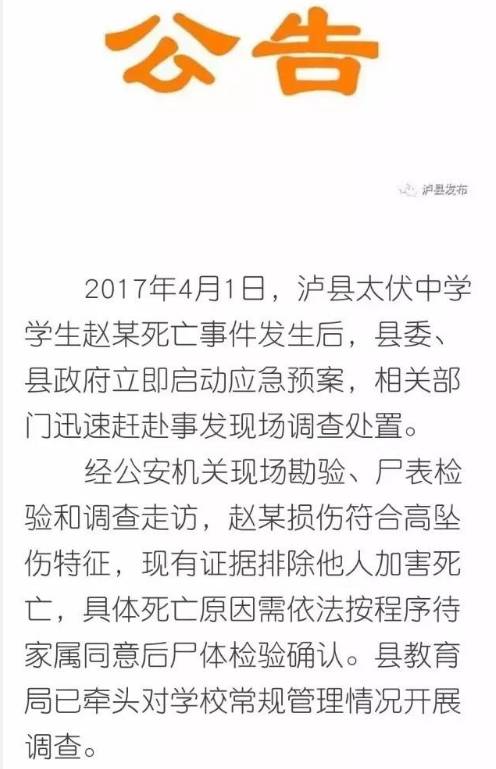 公告
泸县发布
2017年4月1日，泸县太伏中学
学生赵某死亡事件发生后，县委、
县政府立即启动应急预案，相关部
门迅速赶赴事发现场调查处置。
经公安机关现场勘验、尸表检
验和调查走访，赵某损伤符合高坠
伤特征，现有证据排除他人加害死
亡，具体死亡原因需依法按程序待
家属同意后尸体检验确认。县教育
局已牵头对学校常规管理情况开展
调查。